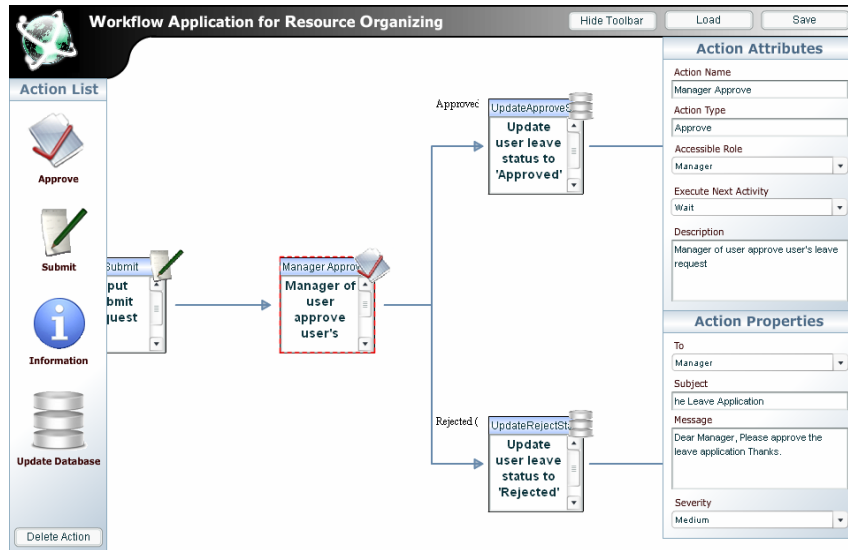 Workflow Application for Resource Organizing
Hide Toolbar
Load
Save
Action List
Approve
Submit
Information
Update Database
Delete Action
Submit
put
bmit
quest
Manager Approv
Manager of
user
approve
user's
Approved
UpdateApproveS
Update
user leave
status to
'Approved'
Rejected (
UpdateRejectSta
Update
user leave
status to
'Rejected'
Action Attributes
Action Name
Manager Approve
Action Type
Approve
Accessible Role
Manager
Execute Next Activity
Wait
Description
Manager of user approve user's leave
request
Action Properties
To
Manager
Subject
he Leave Application
Message
Dear Manager, Please approve the
leave application Thanks.
Severity
Medium